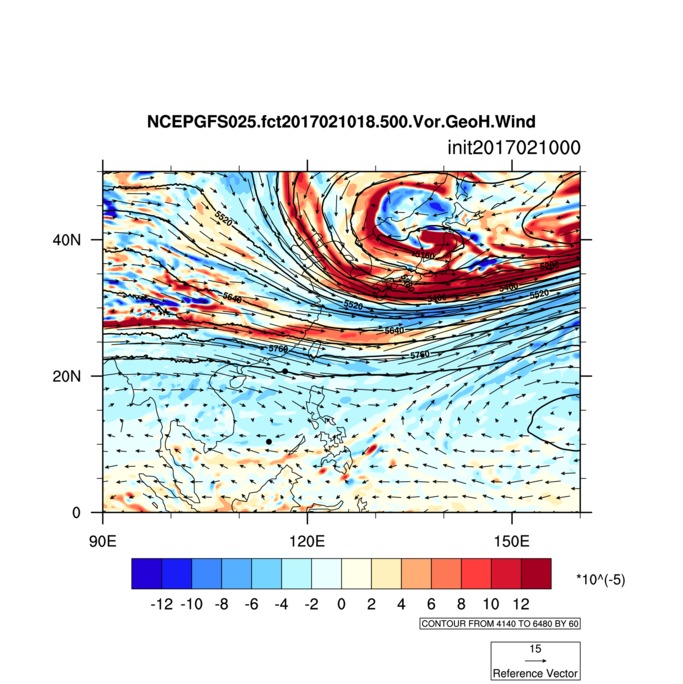 NCEPGFS025.fct2017021018.500.Vor.GeoH.Wind
init2017021000
5520
40N
5640
5520
5400
5520
5640
5760
5760
20N
0
90E
120E
150E
-12 -10 -8 -6 -4 -2 0 2 4 6 8 10 12
*10^(-5)
CONTOUR FROM 4140 TO 6480 BY 60
15
Reference Vector